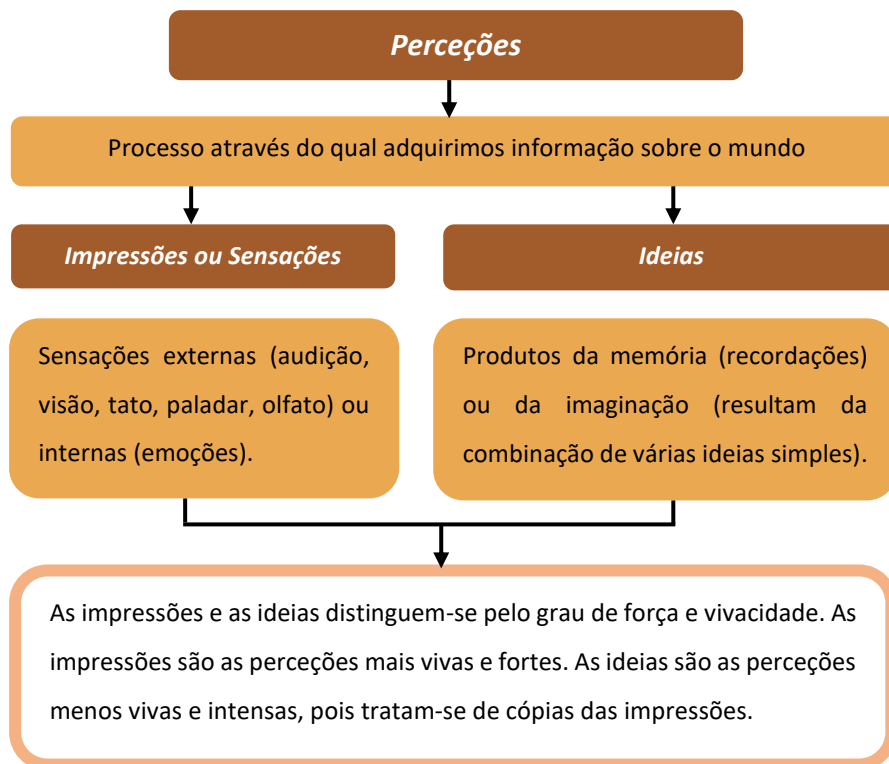 Perceções
Processo através do qual adquirimos informação sobre o mundo
Impressões ou Sensações
Ideias
Sensações externas (audição,
visão, tato, paladar, olfato) ou
internas (emoções).
Produtos da memória (recordações)
ou da imaginação (resultam da
combinação de várias ideias simples).
As impressões e as ideias distinguem-se pelo grau de força e vivacidade. As
impressões são as perceções mais vivas e fortes. As ideias são as perceções
menos vivas e intensas, pois tratam-se de cópias das impressões.